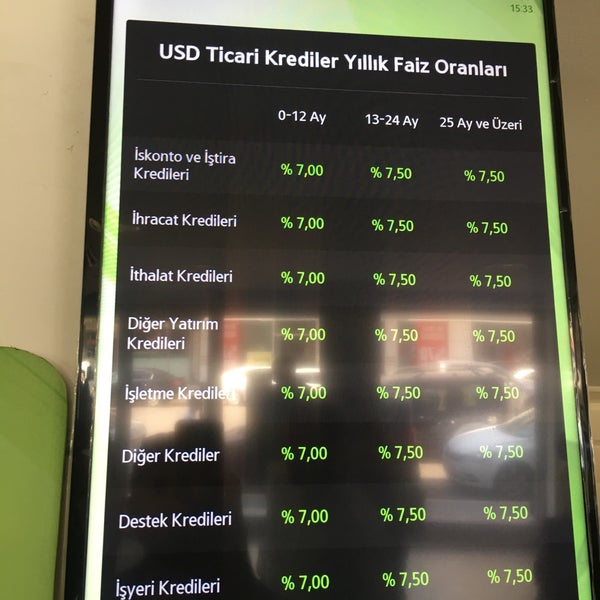 15:33
USD Ticari Krediler Yıllık Faiz Oranları
0-12 Ay 13-24 Ay 25 Ay ve Üzeri
İskonto ve İştira
Kredileri % 7,00 % 7,50 % 7,50
İhracat Kredileri % 7,00 % 7,50 % 7,50
İthalat Kredileri % 7,00 % 7,50 % 7,50
Diğer Yatırım
Kredileri % 7,00 % 7,50 % 7,50
İşletme Kredileri % 7,00 % 7,50 % 7,50
Diğer Krediler % 7,00 % 7,50 % 7,50
Destek Kredileri % 7,00 % 7,50 % 7,50
İşyeri Kredileri % 7,00 % 7,50 % 7,50